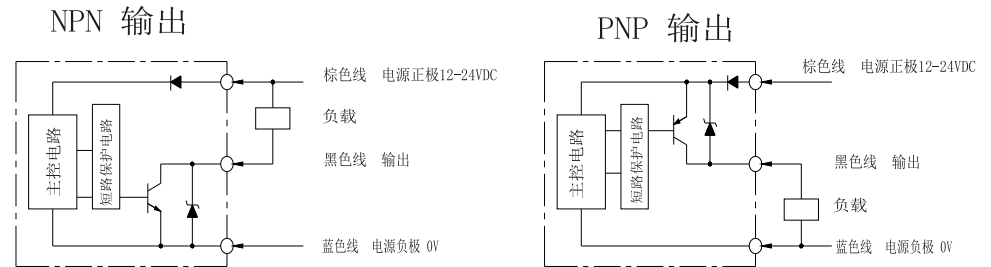 NPN 输出
棕色线 电源正极12-24VDC
负载
主控电路
短路保护电路
黑色线 输出
蓝色线 电源负极 0V
PNP 输出
棕色线 电源正极12-24VDC
主控电路
短路保护电路
黑色线 输出
负载
蓝色线 电源负极 0V